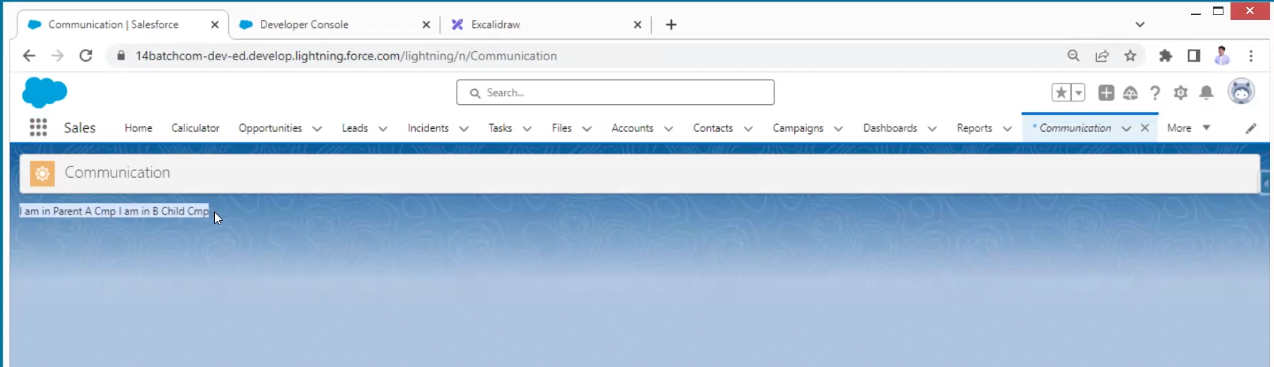 Communication | Salesforce
Developer Console
Excalidraw
14batchcom-dev-ed.develop.lightning.force.com/lightning/n/Communication
Search...
Sales Home Calculator Opportunities Leads Incidents Tasks Files Accounts Contacts Campaigns Dashboards Reports * Communication More
Communication
I am in Parent A Cmp I am in B Child Cmp